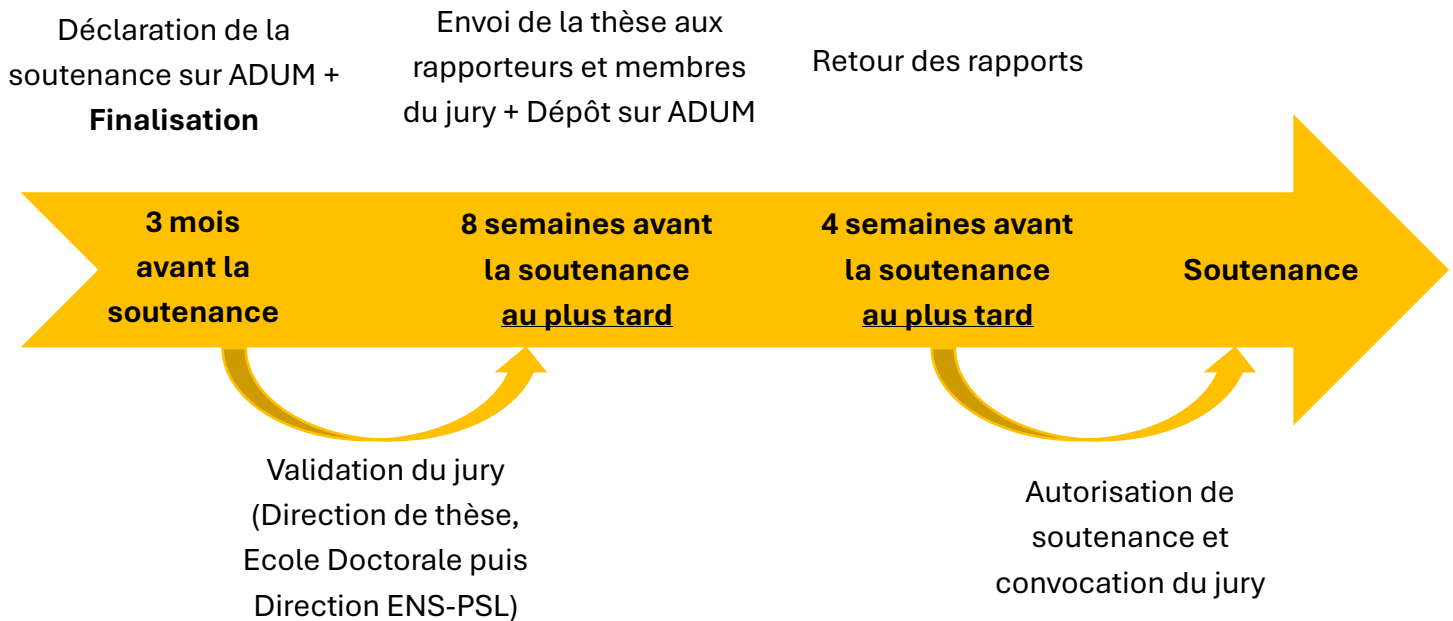 Déclaration de la
soutenance sur ADUM +
Finalisation
Envoi de la thèse aux
rapporteurs et membres
du jury + Dépôt sur ADUM
Retour des rapports
3 mois
avant la
soutenance
8 semaines avant
la soutenance
au plus tard
4 semaines avant
la soutenance
au plus tard
Soutenance
Validation du jury
(Direction de thèse,
Ecole Doctorale puis
Direction ENS-PSL)
Autorisation de
soutenance et
convocation du jury